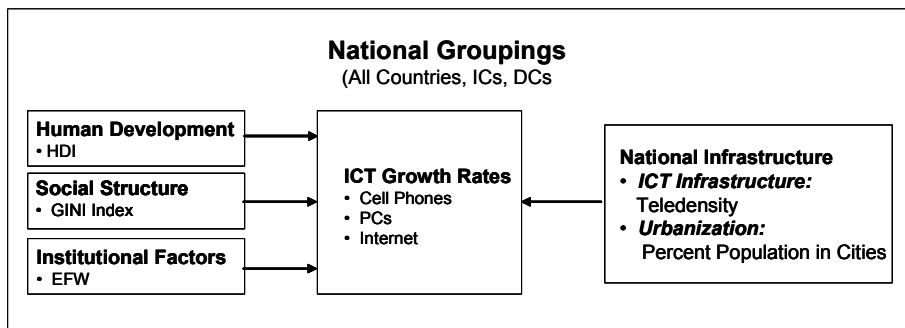 National Groupings
(All Countries, ICs, DCs
Human Development
• HDI
Social Structure
• GINI Index
Institutional Factors
• EFW
ICT Growth Rates
• Cell Phones
• PCs
• Internet
National Infrastructure
• ICT Infrastructure:
Teledensity
• Urbanization:
Percent Population in Cities